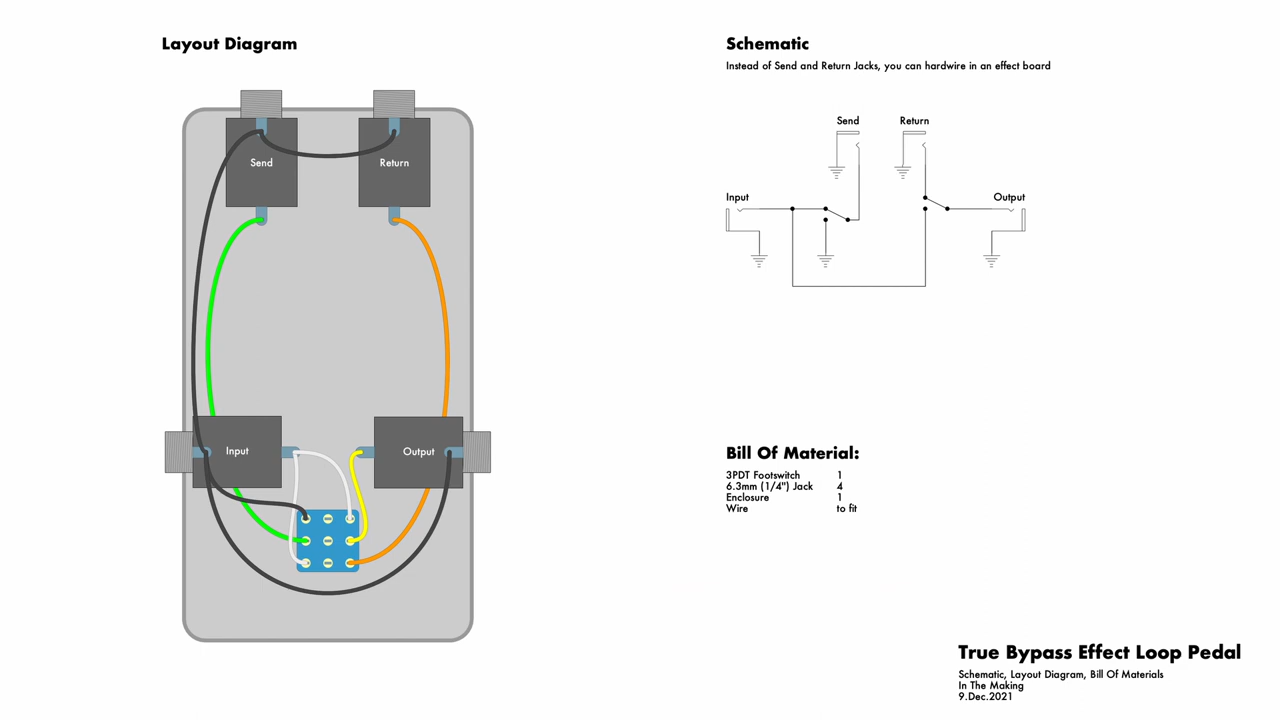 Layout Diagram
Send
Return
Input
Output
Schematic
Instead of Send and Return Jacks, you can hardwire in an effect board
Send
Return
Input
Output
Bill Of Material:
3PDT Footswitch 1
6.3mm (1/4") Jack 4
Enclosure 1
Wire to fit
True Bypass Effect Loop Pedal
Schematic, Layout Diagram, Bill Of Materials
In The Making
9.Dec.2021